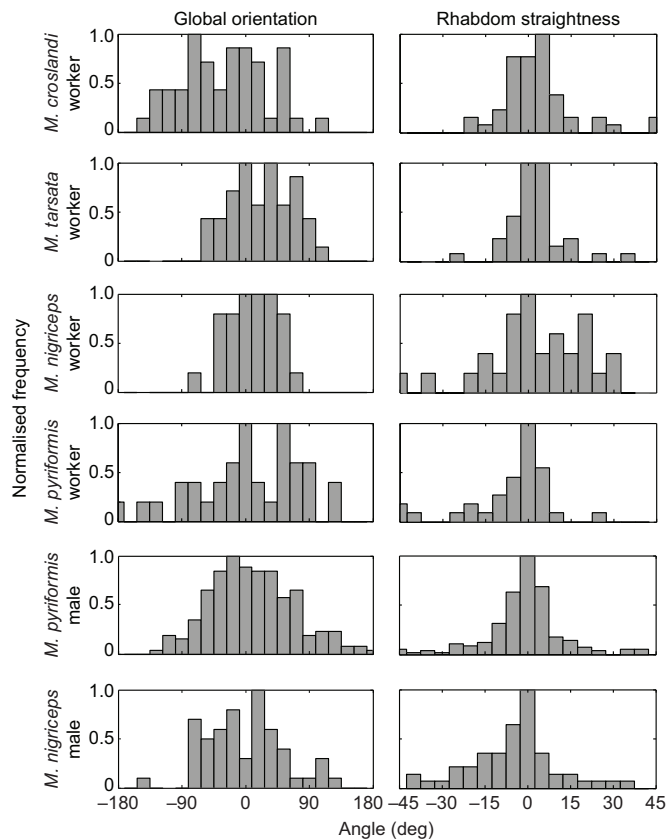 Global orientation
Rhabdom straightness
Normalised frequency
M. croslandi
worker
1.0
0.5
0
M. tarsata
worker
1.0
0.5
0
M. nigriceps
worker
1.0
0.5
0
M. pyriformis
worker
1.0
0.5
0
M. pyriformis
male
1.0
0.5
0
M. nigriceps
male
1.0
0.5
0
–180 –90 0 90 180
–45 –15 0 15 45
Angle (deg)